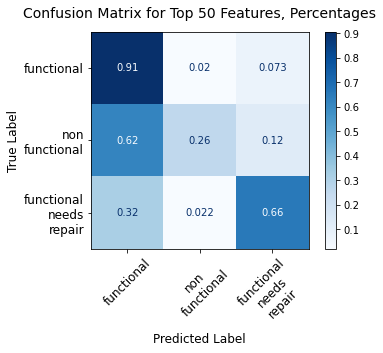 Confusion Matrix for Top 50 Features, Percentages
True Label
functional
0.91 0.02 0.073
non
functional
0.62 0.26 0.12
functional
needs
repair
0.32 0.022 0.66
functional
non
functional
functional
needs
repair
Predicted Label
0.9
0.8
0.7
0.6
0.5
0.4
0.3
0.2
0.1